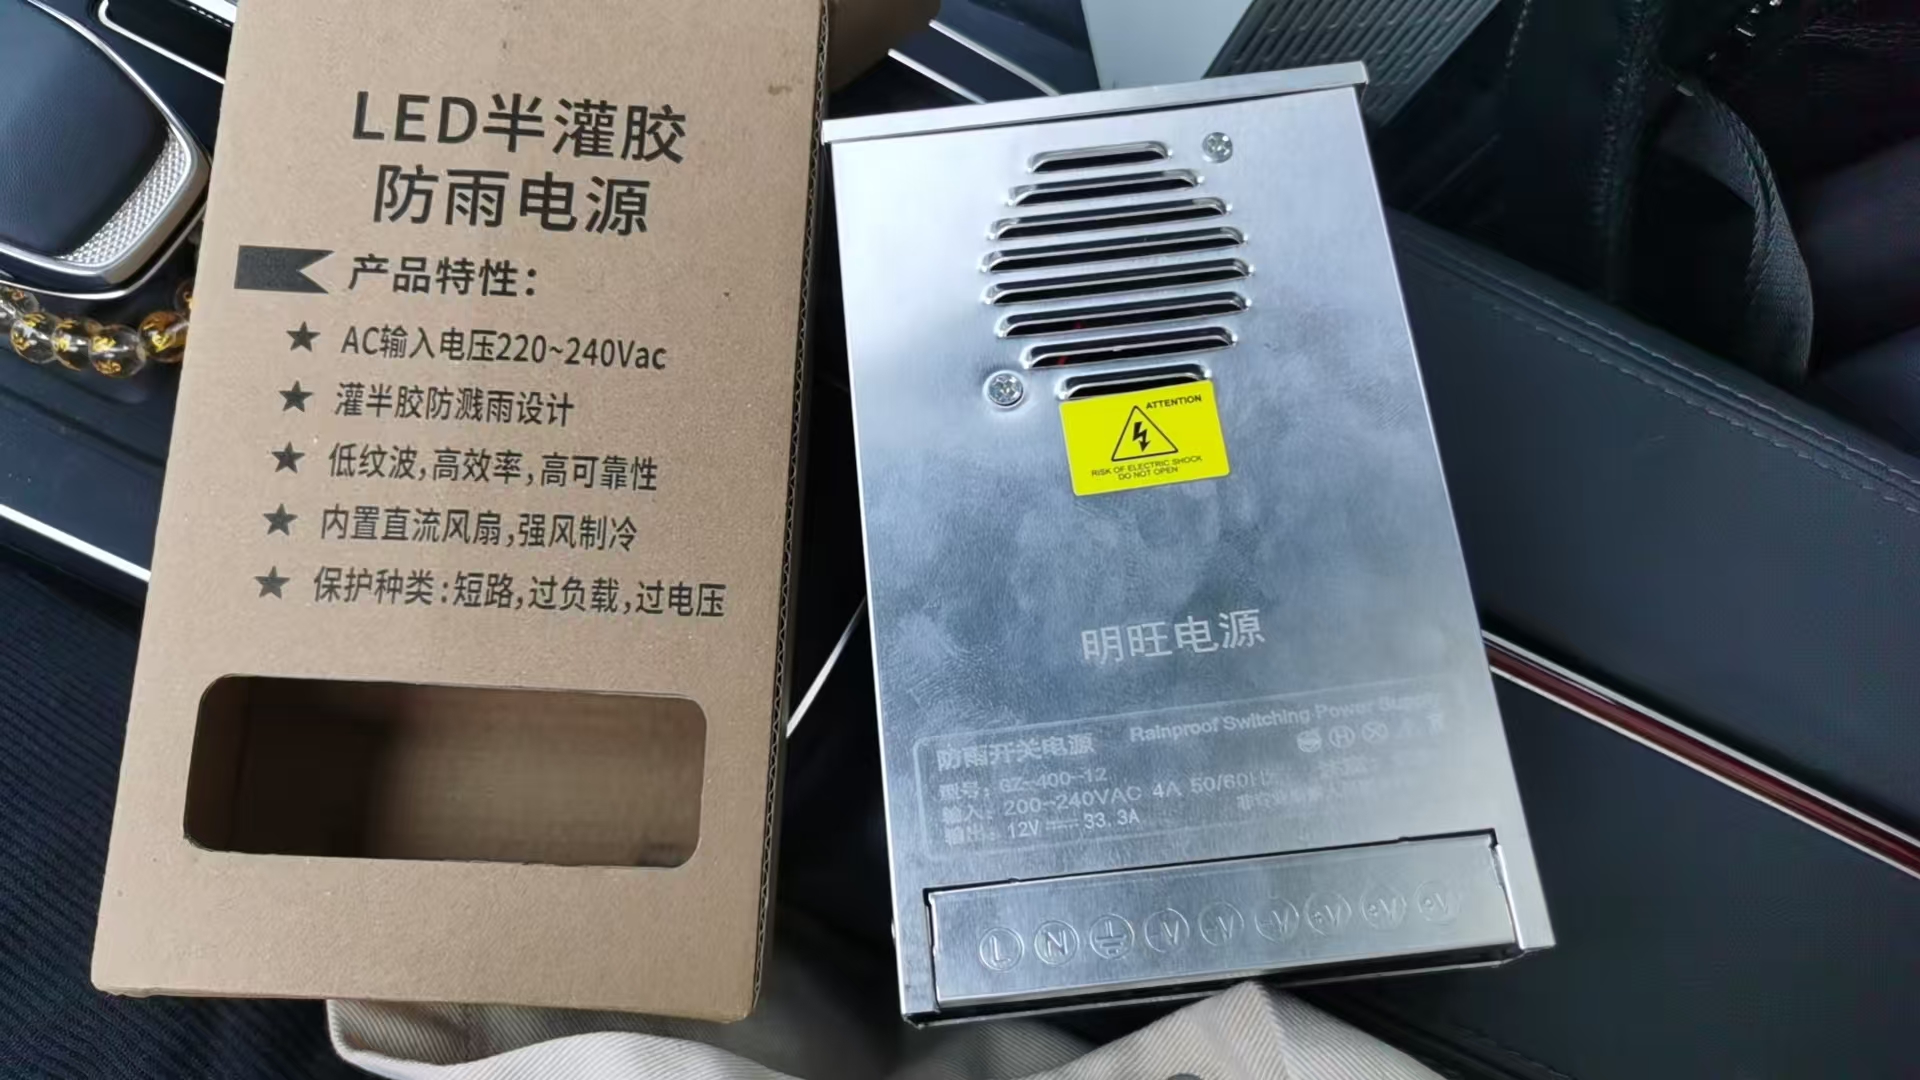 LED半灌胶
防雨电源
产品特性：
★ AC输入电压220~240Vac
★ 灌半胶防溅雨设计
★ 低纹波,高效率,高可靠性
★ 内置直流风扇,强风制冷
★ 保护种类:短路,过负载,过电压
ATTENTION
RISK OF ELECTRIC SHOCK
DO NOT OPEN
明旺电源
防雨开关电源 Rainproof Switching Power Supply
型号: GZ-400-12
输入: 200-240VAC 4A 50/60Hz
输出: 12V 33.3A
L N -V -V -V +V +V +V